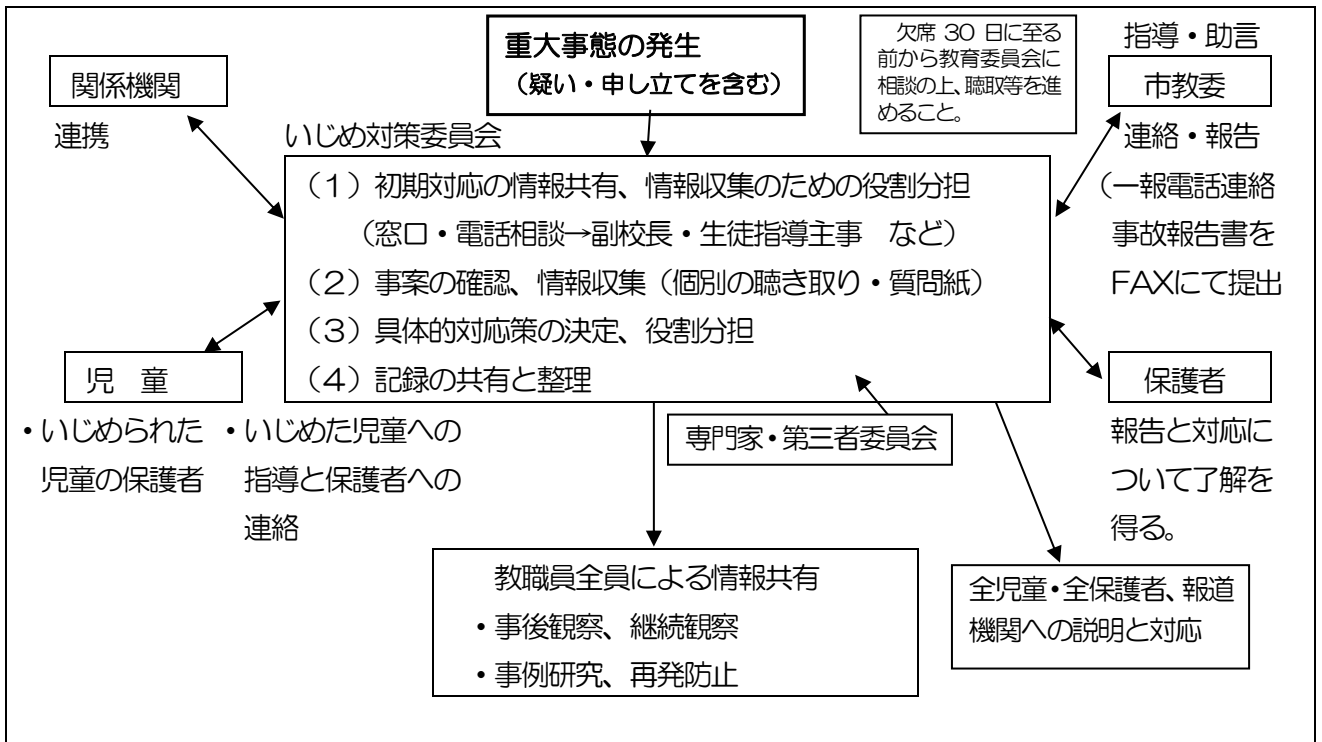 重大事態の発生
（疑い・申し立てを含む）
欠席 30 日に至る
前から教育委員会に
相談の上、聴取等を進
めること。
指導・助言
市教委
連絡・報告
（一報電話連絡
事故報告書を
FAXにて提出
関係機関
連携
いじめ対策委員会
（１）初期対応の情報共有、情報収集のための役割分担
（窓口・電話相談→副校長・生徒指導主事　など）
（２）事案の確認、情報収集（個別の聴き取り・質問紙）
（３）具体的対応策の決定、役割分担
（４）記録の共有と整理
児　童
・いじめられた
児童の保護者
・いじめた児童への
指導と保護者への
連絡
専門家・第三者委員会
保護者
報告と対応に
ついて了解を
得る。
教職員全員による情報共有
・事後観察、継続観察
・事例研究、再発防止
全児童・全保護者、報道
機関への説明と対応